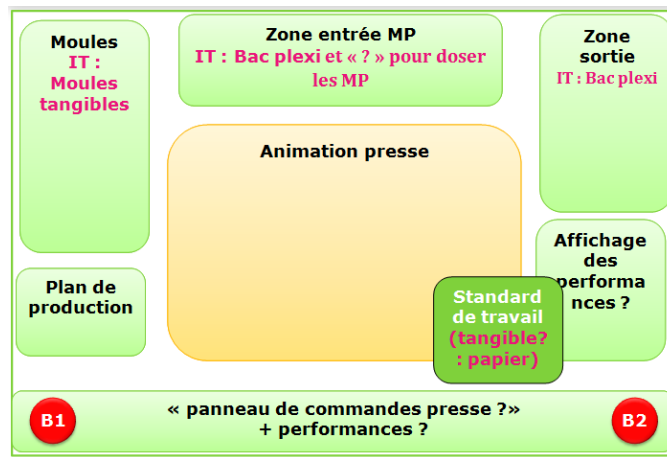 Moules
IT :
Moules
tangibles
Zone entrée MP
IT : Bac plexi et « ? » pour doser
les MP
Zone
sortie
IT : Bac plexi
Animation presse
Plan de
production
Affichage
des
performa
nces ?
Standard
de travail
(tangible?
: papier)
B1
« panneau de commandes presse ?»
+ performances ?
B2